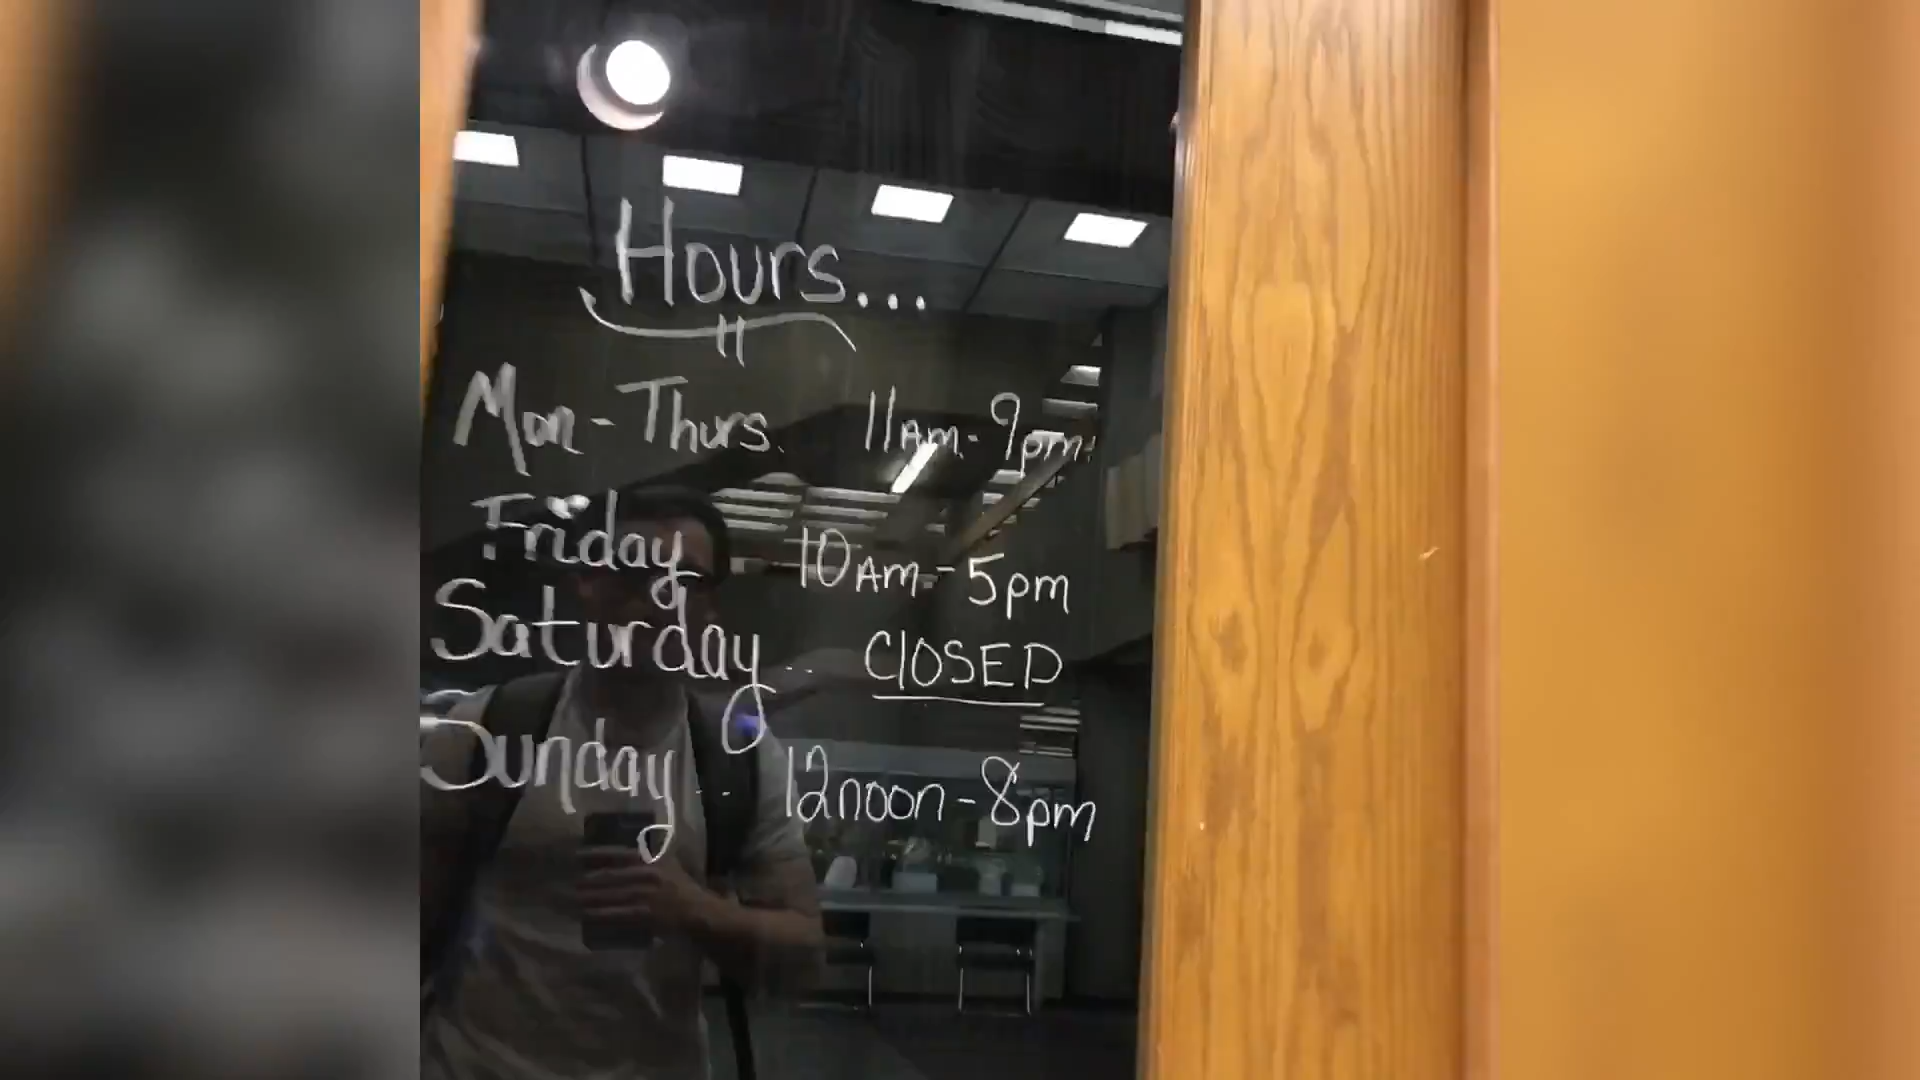 Hours...
Mon-Thurs. 11AM-9pm
Friday 10AM-5pm
Saturday... CLOSED
Sunday... 12noon-8pm